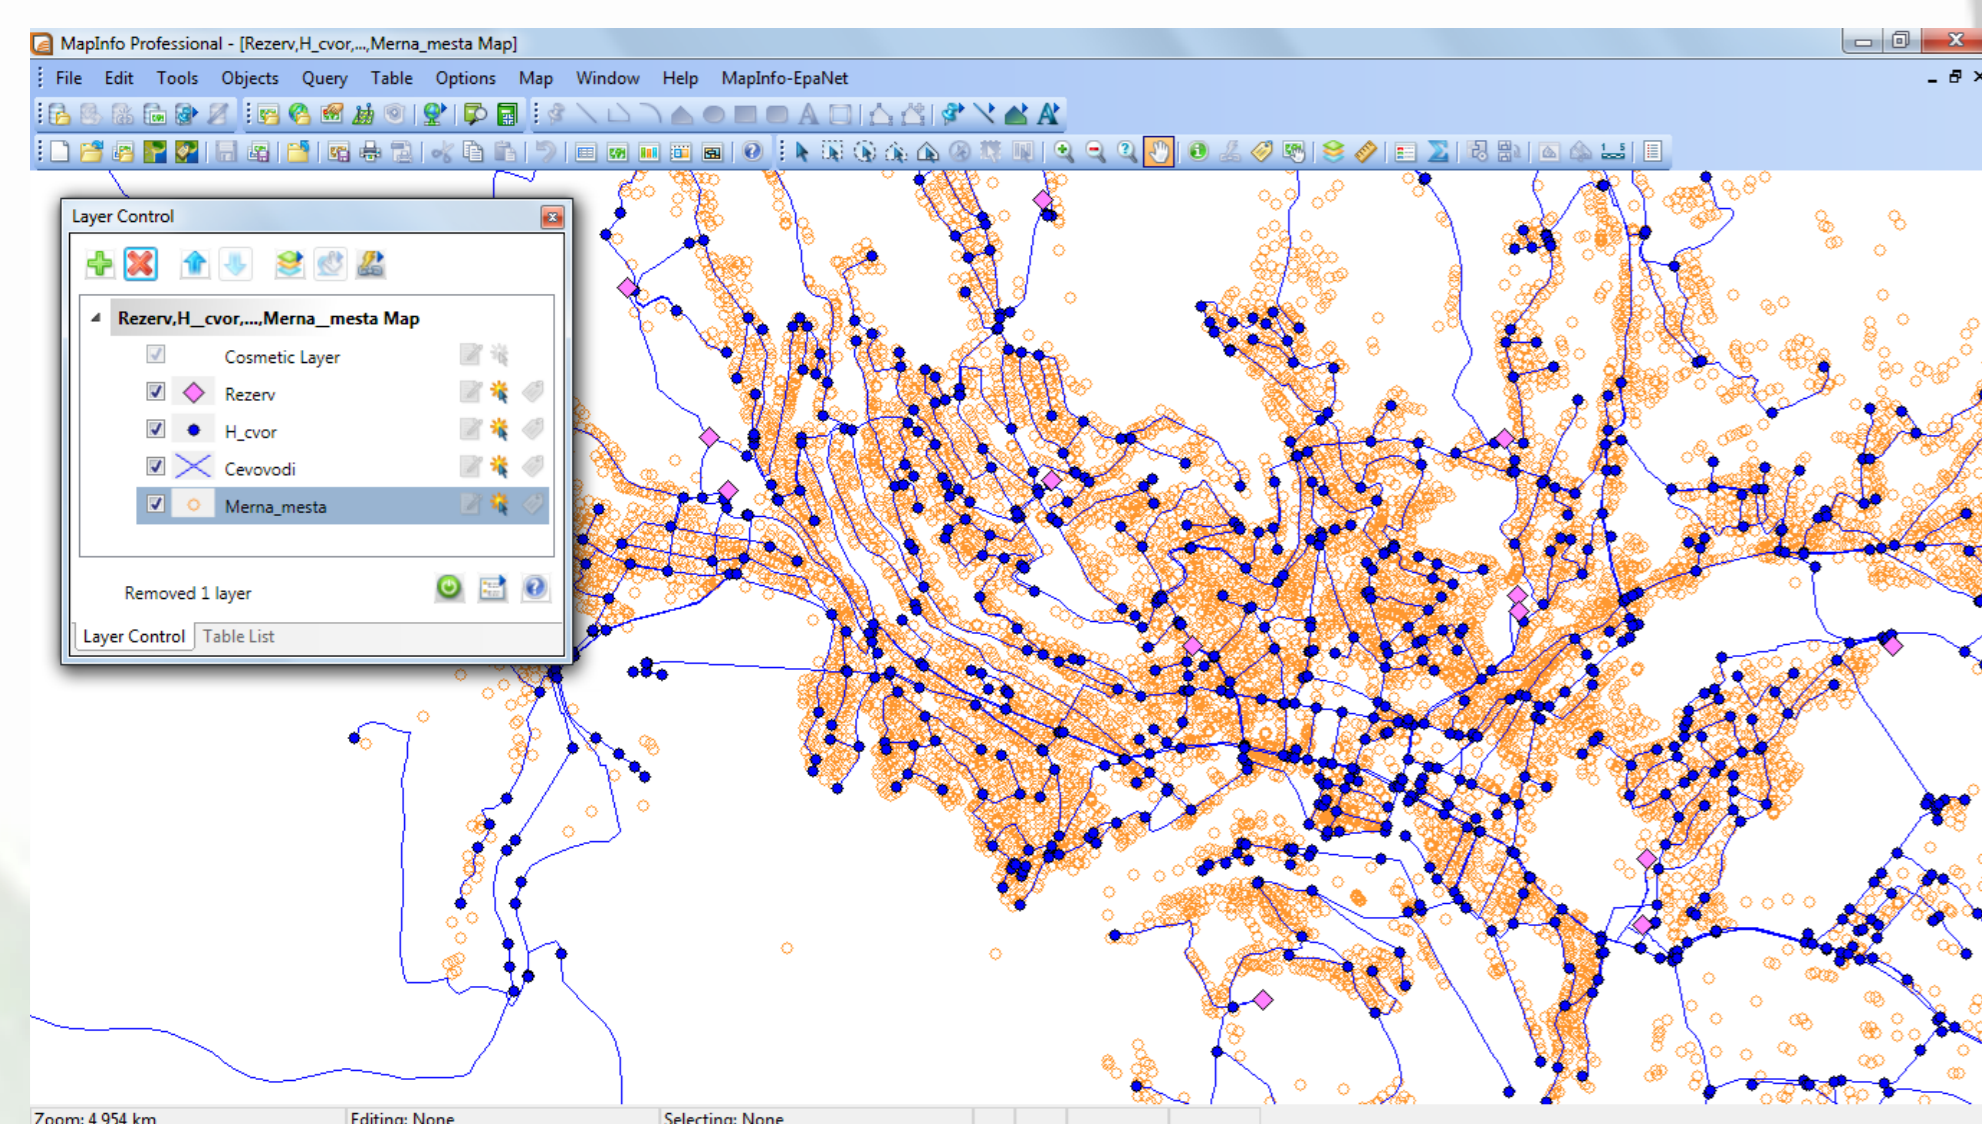 MapInfo Professional - [Rezerv,H_cvor,...,Merna_mesta Map]
File Edit Tools Objects Query Table Options Map Window Help MapInfo-EpaNet
Layer Control
Rezerv,H__cvor,...,Merna__mesta Map
Cosmetic Layer
Rezerv
H_cvor
Cevovodi
Merna_mesta
Removed 1 layer
Layer Control Table List
Zoom: 4.954 km Editing: None Selecting: None